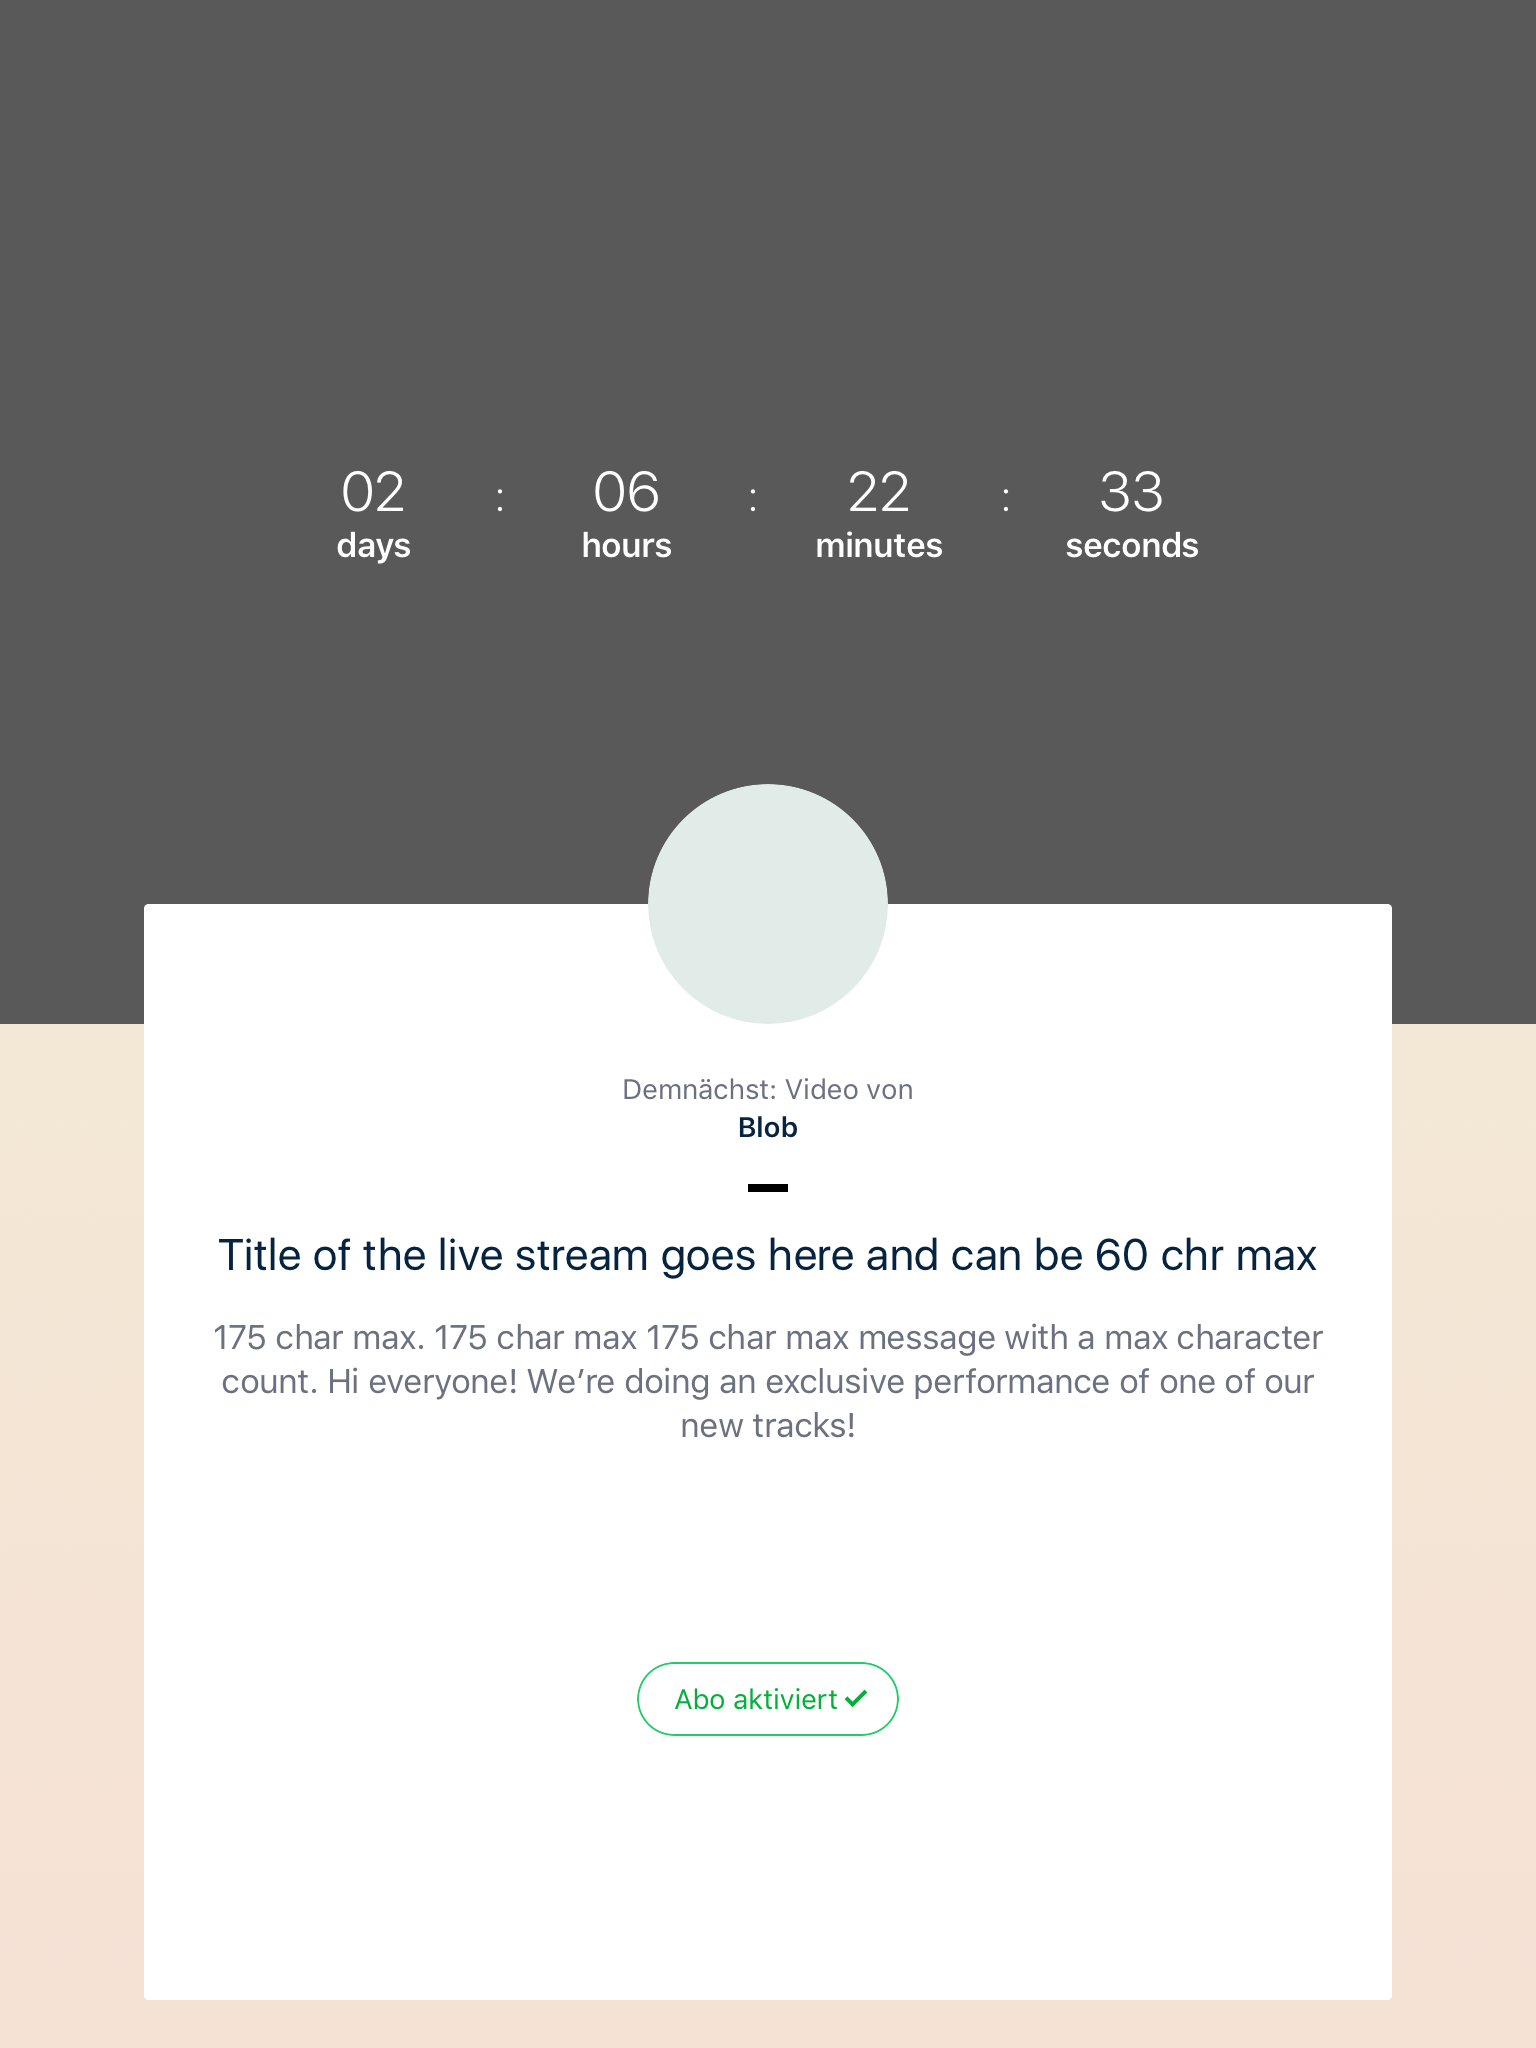 02 : 06 : 22 : 33
days hours minutes seconds
Demnächst: Video von
Blob
Title of the live stream goes here and can be 60 chr max
175 char max. 175 char max 175 char max message with a max character
count. Hi everyone! We’re doing an exclusive performance of one of our
new tracks!
Abo aktiviert